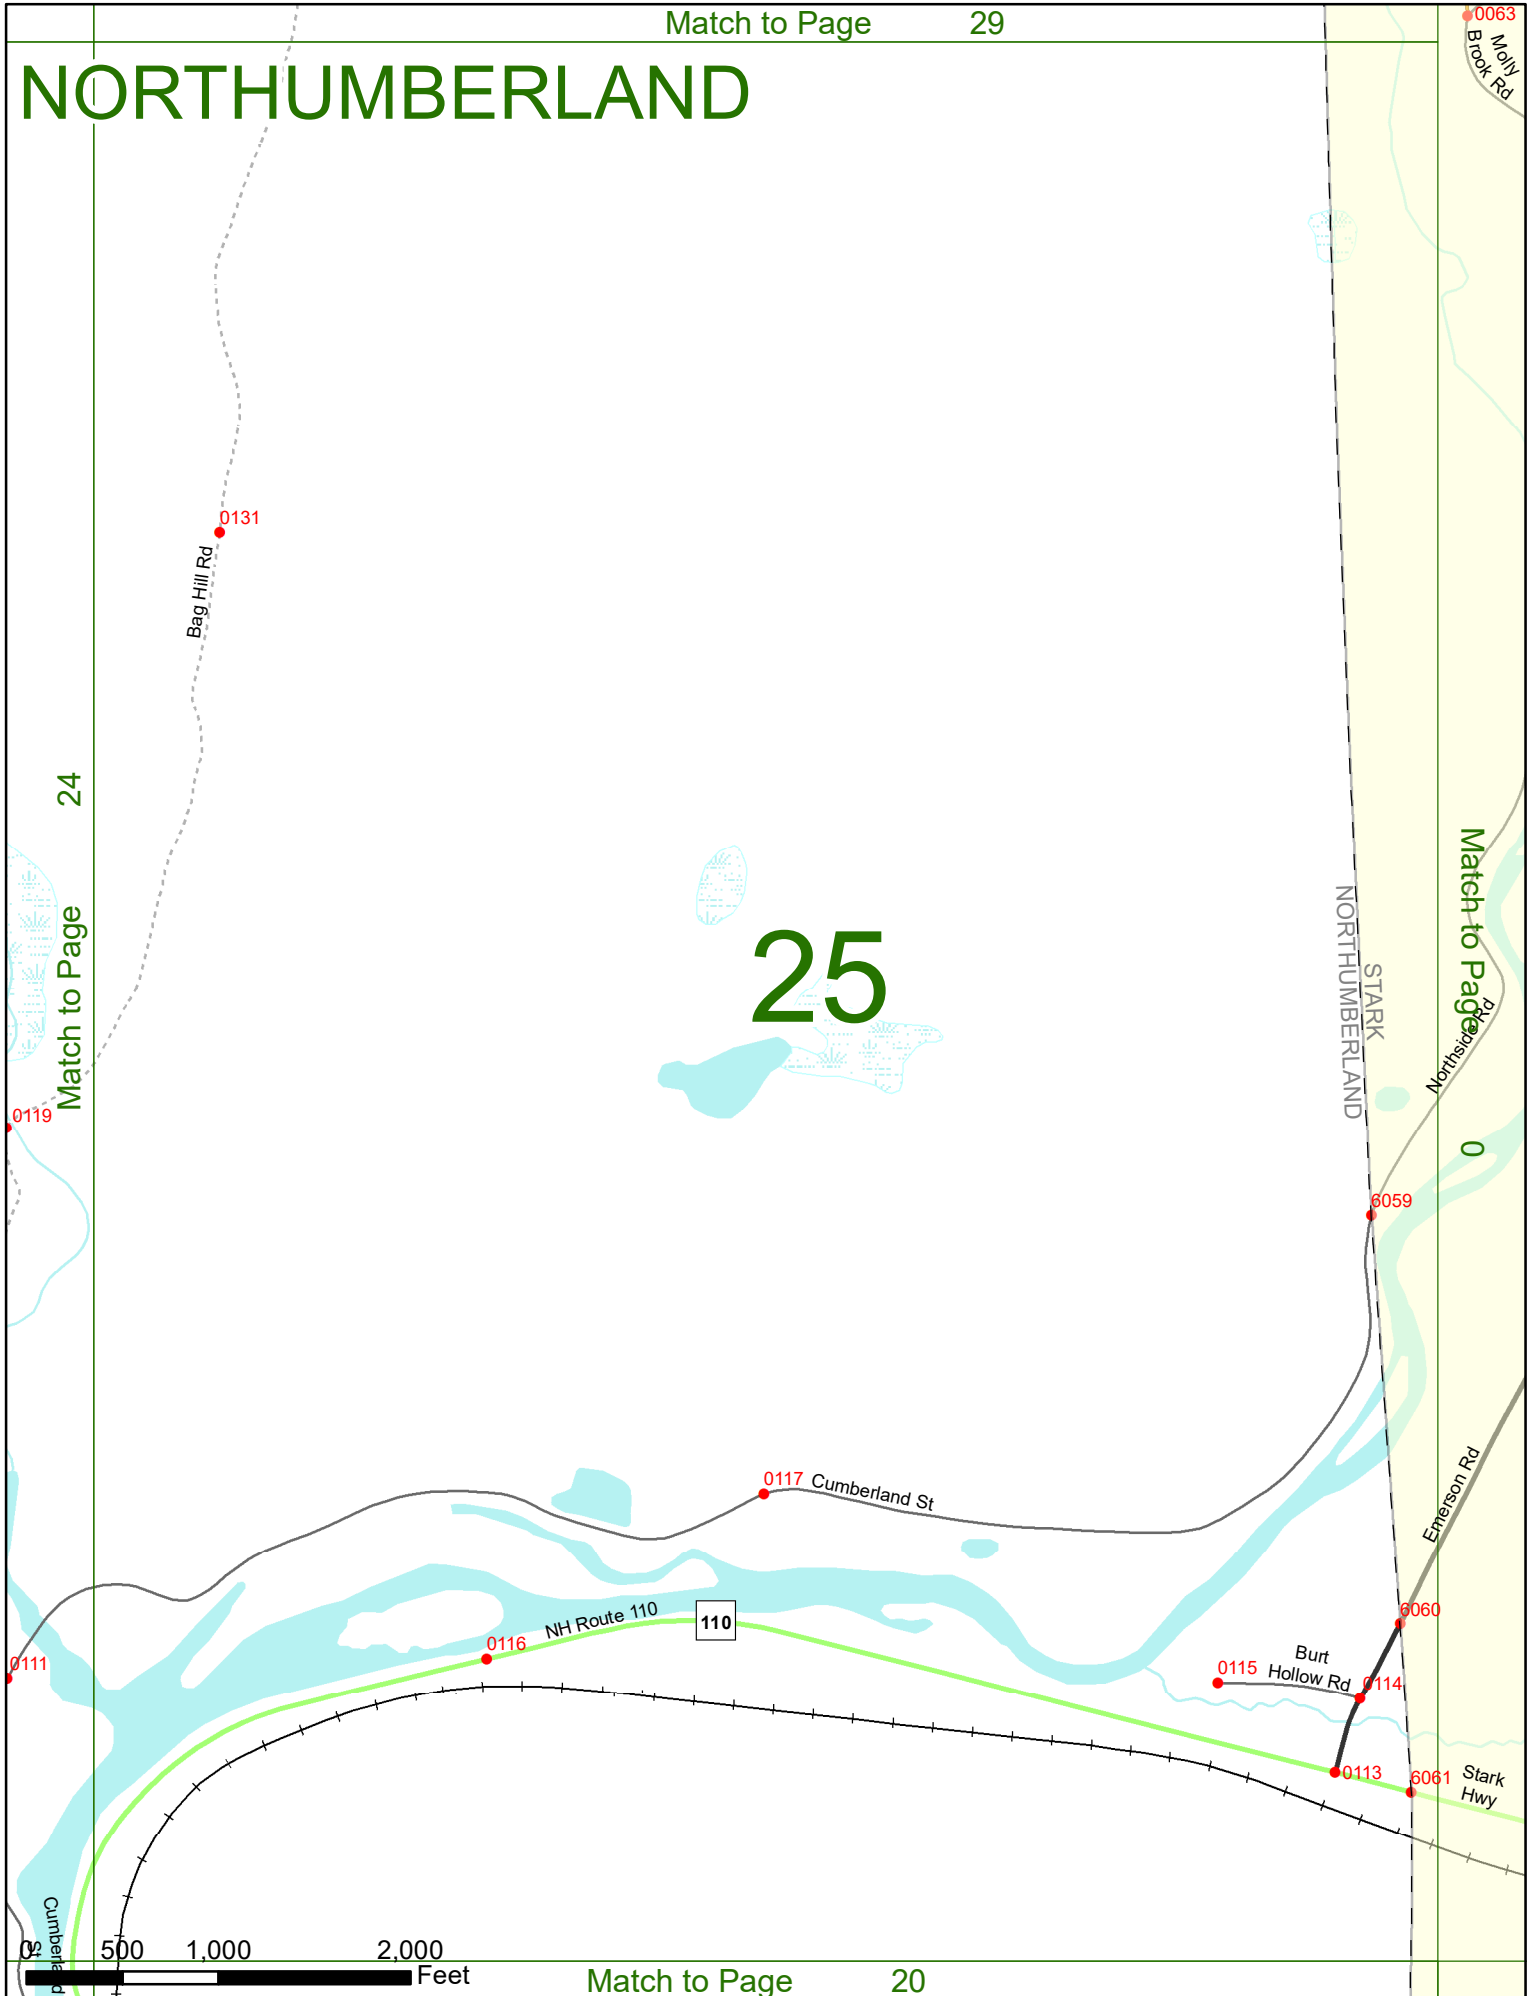 Match to Page 29
0063
Molly
Brook Rd
NORTHUMBERLAND
0131
Bag Hill Rd
Match to Page 24
25
NORTHUMBERLAND
STARK
Match to Page 0
Northside Rd
0119
6059
0117
Cumberland St
Emerson Rd
NH Route 110
110
6060
0116
0111
Burt
Hollow Rd
0115
0114
0113
6061
Stark
Hwy
Cumberland
St
0 500 1,000 2,000
Feet
Match to Page 20